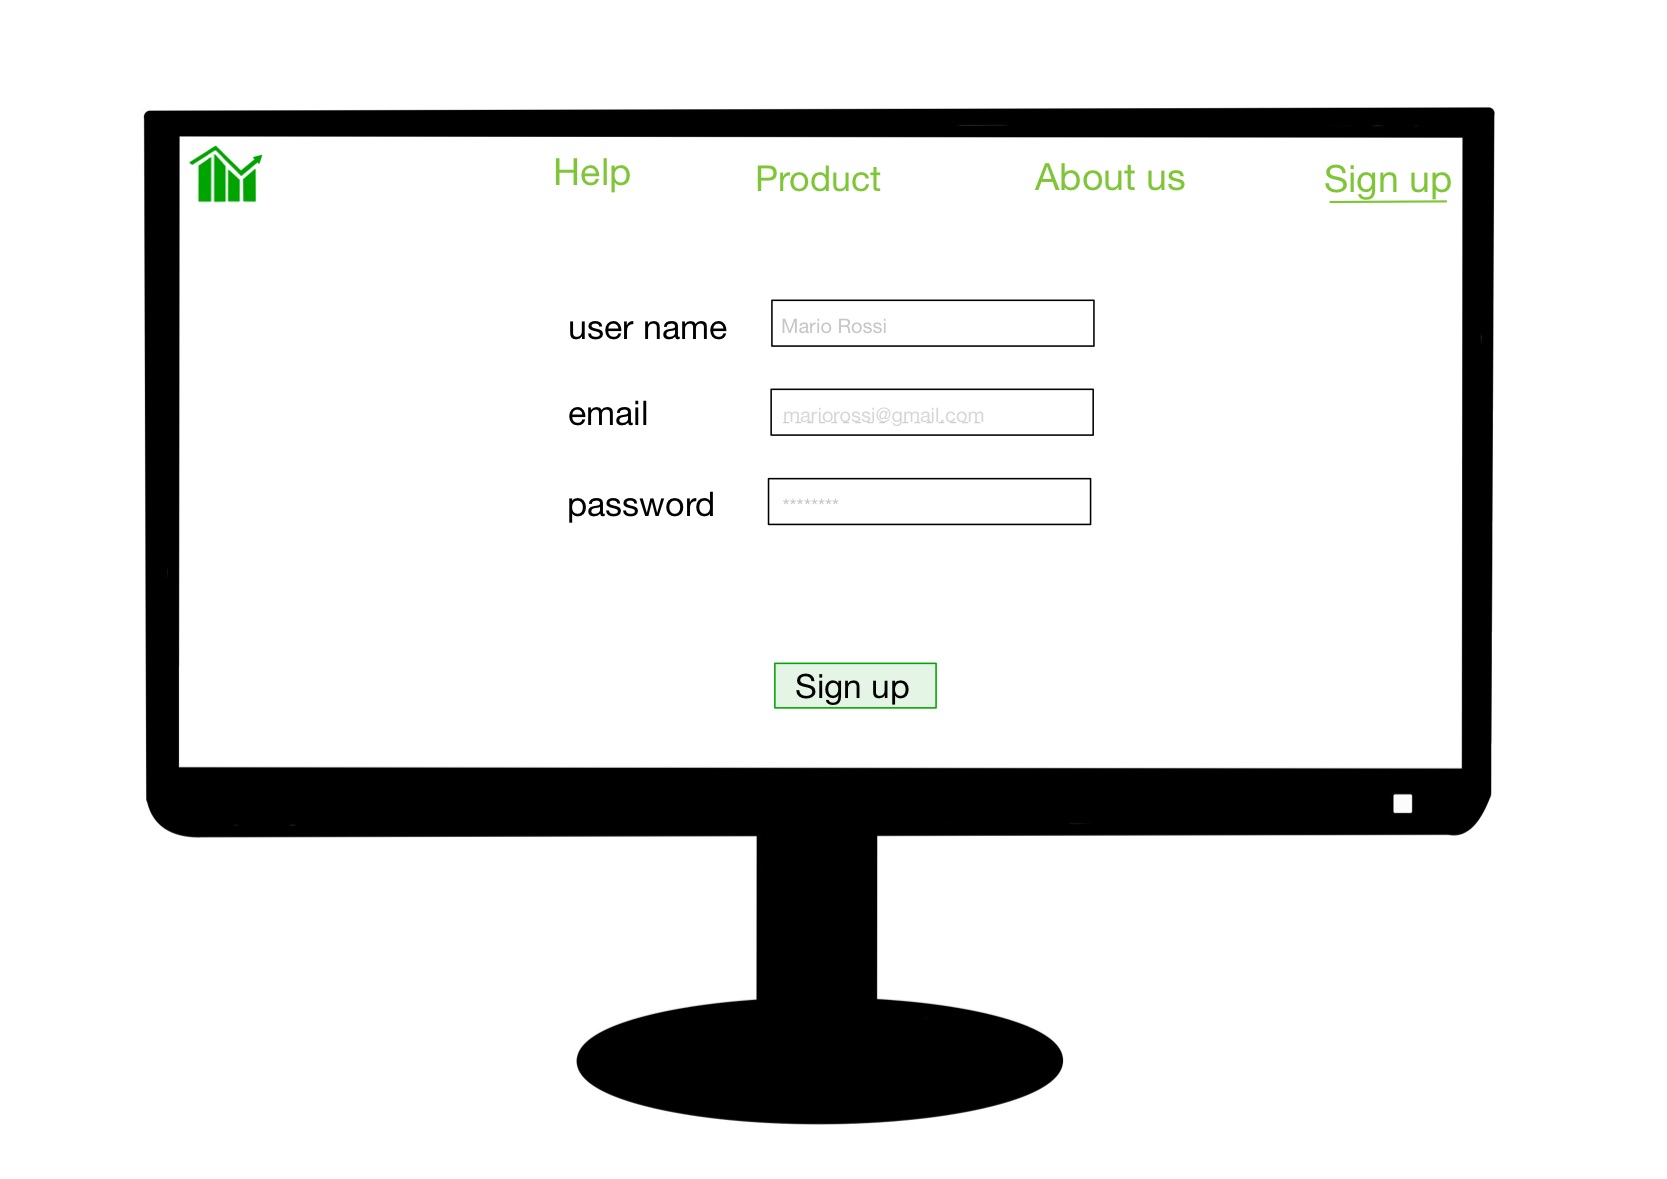 Help Product About us Sign up
user name Mario Rossi
email mariorossi@gmail.com
password ********
Sign up